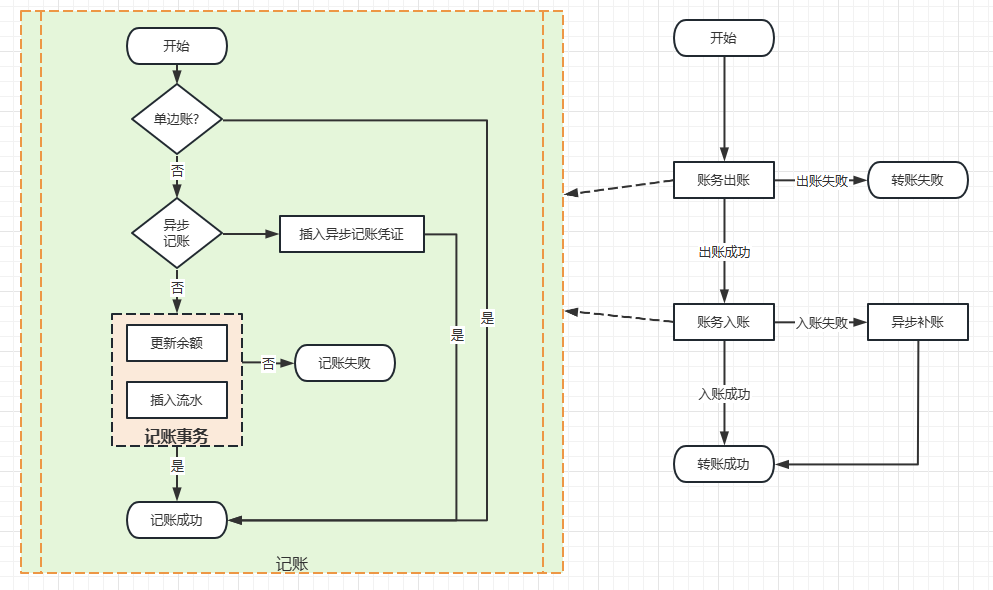 开始
单边账?
否
异步
记账
插入异步记账凭证
否
是
是
更新余额
插入流水
记账事务
否
记账失败
是
记账成功
记账
开始
账务出账
出账失败
转账失败
出账成功
账务入账
入账失败
异步补账
入账成功
转账成功